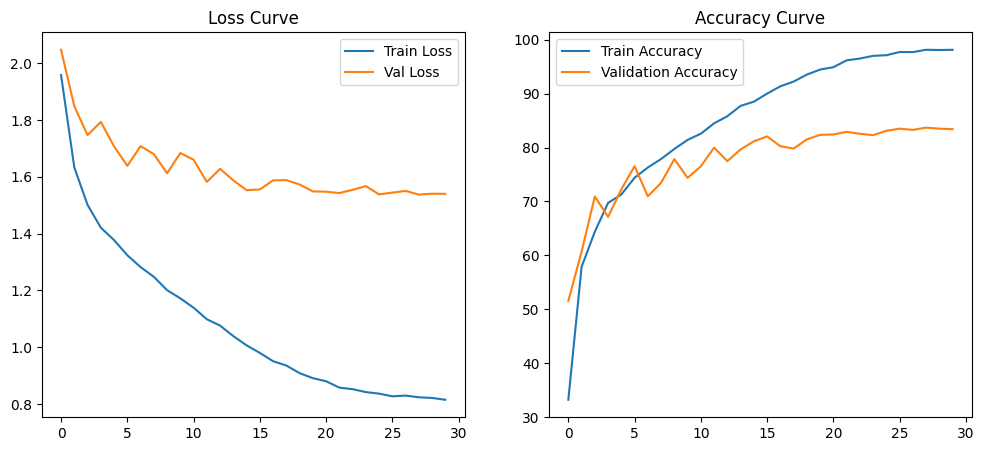 Loss Curve
Train Loss
Val Loss
2.0
1.8
1.6
1.4
1.2
1.0
0.8
0 5 10 15 20 25 30
Accuracy Curve
Train Accuracy
Validation Accuracy
100
90
80
70
60
50
40
30
0 5 10 15 20 25 30